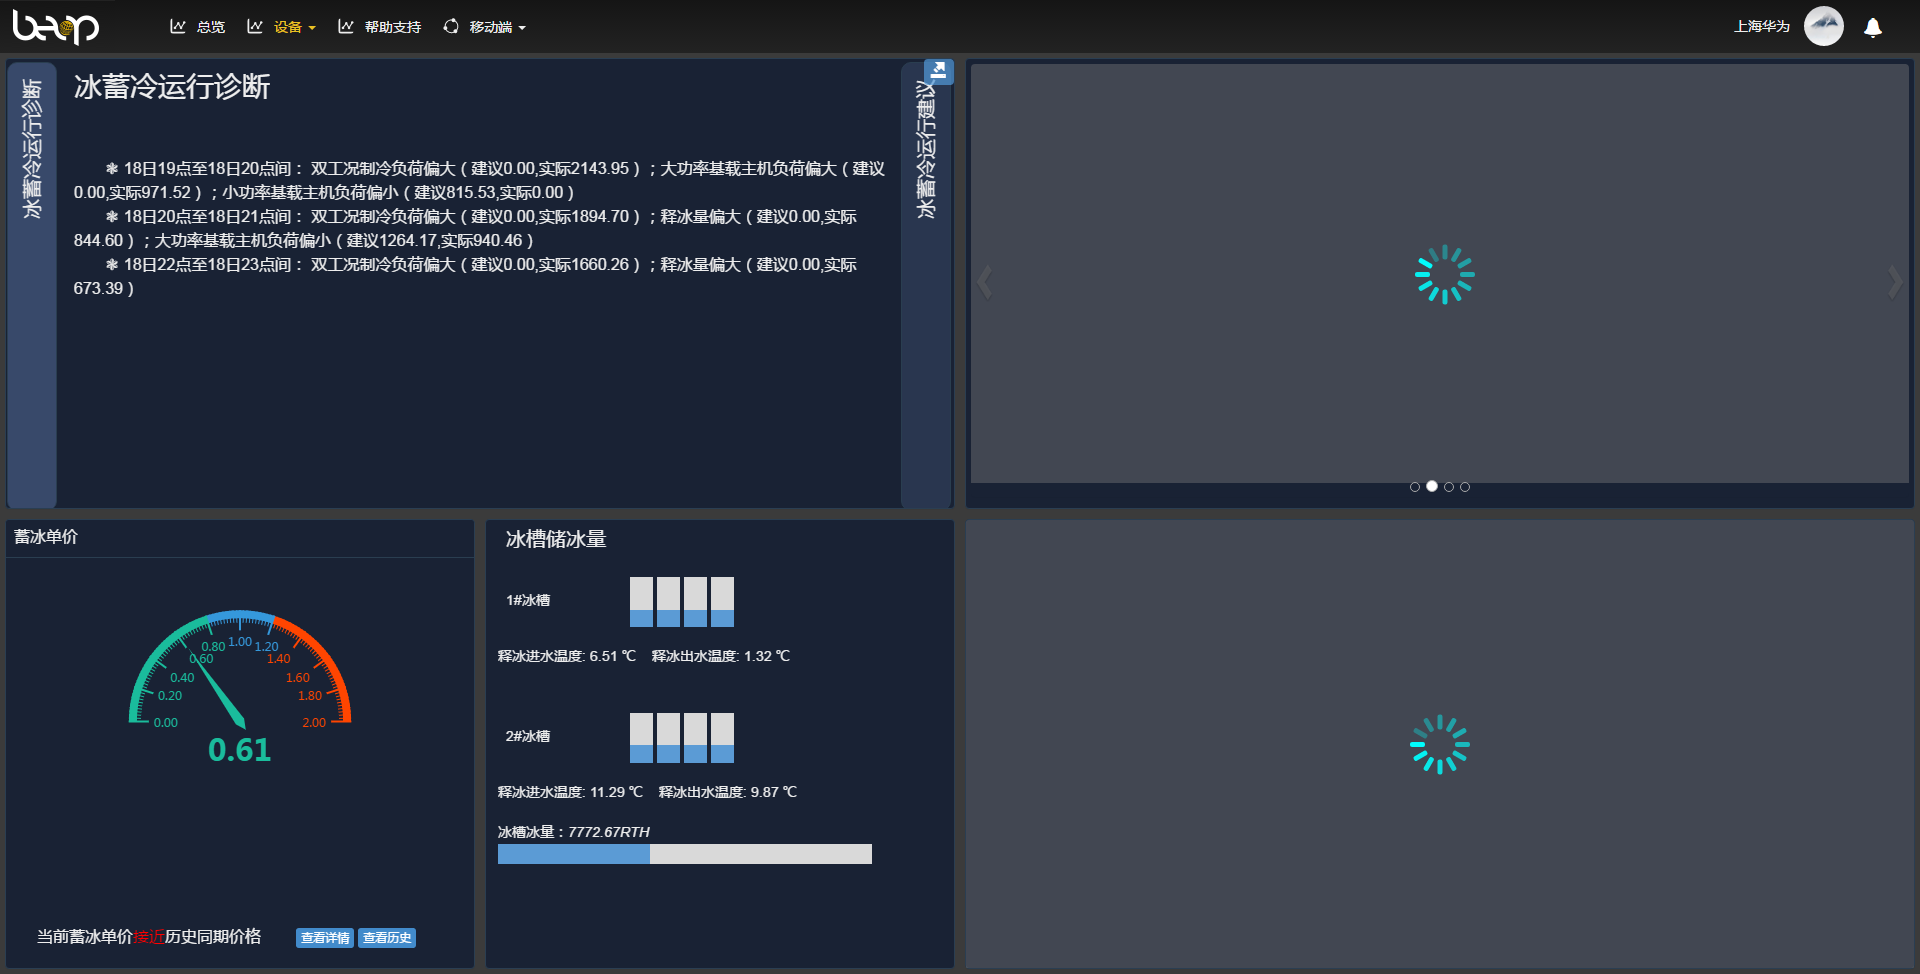 beop
总览
设备
帮助支持
移动端
上海华为
冰蓄冷运行诊断
冰蓄冷运行诊断
❃ 18日19点至18日20点间： 双工况制冷负荷偏大（建议0.00,实际2143.95）；大功率基载主机负荷偏大（建议
0.00,实际971.52）；小功率基载主机负荷偏小（建议815.53,实际0.00）
❃ 18日20点至18日21点间： 双工况制冷负荷偏大（建议0.00,实际1894.70）；释冰量偏大（建议0.00,实际
844.60）；大功率基载主机负荷偏小（建议1264.17,实际940.46）
❃ 18日22点至18日23点间： 双工况制冷负荷偏大（建议0.00,实际1660.26）；释冰量偏大（建议0.00,实际
673.39）
冰蓄冷运行建议
蓄冰单价
0.00
0.20
0.40
0.60
0.80
1.00
1.20
1.40
1.60
1.80
2.00
0.61
当前蓄冰单价接近历史同期价格
查看详情
查看历史
冰槽储冰量
1#冰槽
释冰进水温度: 6.51 ℃ 释冰出水温度: 1.32 ℃
2#冰槽
释冰进水温度: 11.29 ℃ 释冰出水温度: 9.87 ℃
冰槽冰量：7772.67RTH